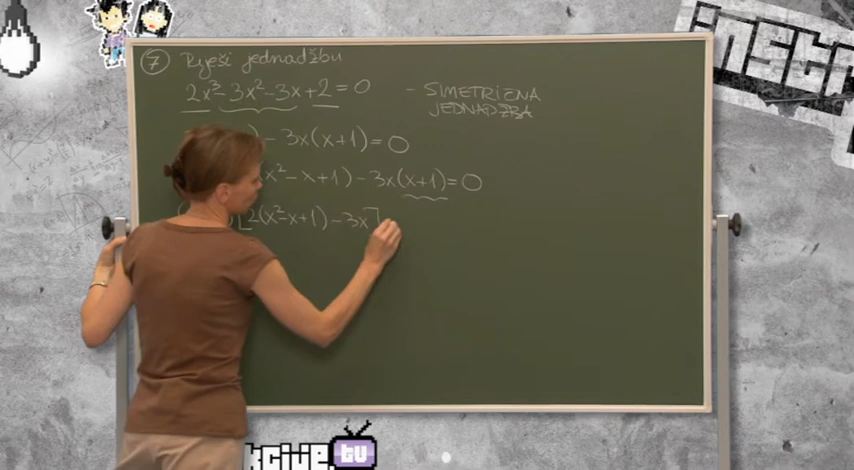 7 Riješi jednadžbu
2x³-3x²-3x+2=0 - SIMETRIČNA
JEDNADŽBA
) - 3x(x+1)=0
x²-x+1)-3x(x+1)=0
[2(x²-x+1)-3x]
tv